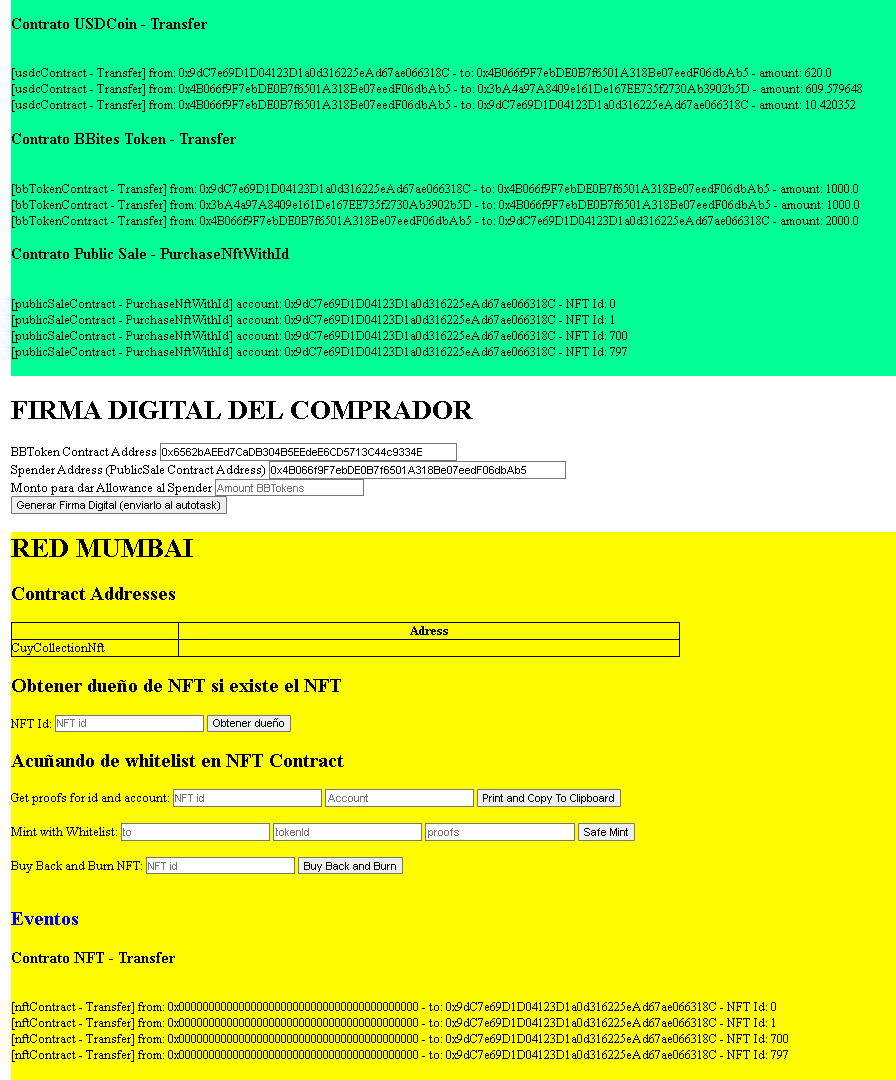 Contrato USDCoin - Transfer
[usdcContract - Transfer] from: 0x9dC7e69D1D04123D1a0d316225eAd67ae066318C - to: 0x4B066f9F7ebDE0B7f6501A318Be07eedF06dbAb5 - amount: 620.0
[usdcContract - Transfer] from: 0x4B066f9F7ebDE0B7f6501A318Be07eedF06dbAb5 - to: 0x3bA4a97A8409e161De167EE735f2730Ab3902b5D - amount: 609.579648
[usdcContract - Transfer] from: 0x4B066f9F7ebDE0B7f6501A318Be07eedF06dbAb5 - to: 0x9dC7e69D1D04123D1a0d316225eAd67ae066318C - amount: 10.420352
Contrato BBites Token - Transfer
[bbTokenContract - Transfer] from: 0x9dC7e69D1D04123D1a0d316225eAd67ae066318C - to: 0x4B066f9F7ebDE0B7f6501A318Be07eedF06dbAb5 - amount: 1000.0
[bbTokenContract - Transfer] from: 0x3bA4a97A8409e161De167EE735f2730Ab3902b5D - to: 0x4B066f9F7ebDE0B7f6501A318Be07eedF06dbAb5 - amount: 1000.0
[bbTokenContract - Transfer] from: 0x4B066f9F7ebDE0B7f6501A318Be07eedF06dbAb5 - to: 0x9dC7e69D1D04123D1a0d316225eAd67ae066318C - amount: 2000.0
Contrato Public Sale - PurchaseNftWithId
[publicSaleContract - PurchaseNftWithId] account: 0x9dC7e69D1D04123D1a0d316225eAd67ae066318C - NFT Id: 0
[publicSaleContract - PurchaseNftWithId] account: 0x9dC7e69D1D04123D1a0d316225eAd67ae066318C - NFT Id: 1
[publicSaleContract - PurchaseNftWithId] account: 0x9dC7e69D1D04123D1a0d316225eAd67ae066318C - NFT Id: 700
[publicSaleContract - PurchaseNftWithId] account: 0x9dC7e69D1D04123D1a0d316225eAd67ae066318C - NFT Id: 797
FIRMA DIGITAL DEL COMPRADOR
BBToken Contract Address 0x6562bAEEd7CaDB304B5EEdeE6CD5713C44c9334E
Spender Address (PublicSale Contract Address) 0x4B066f9F7ebDE0B7f6501A318Be07eedF06dbAb5
Monto para dar Allowance al Spender Amount BBTokens
Generar Firma Digital (enviarlo al autotask)
RED MUMBAI
Contract Addresses
Adress
CuyCollectionNft
Obtener dueño de NFT si existe el NFT
NFT Id: NFT id Obtener dueño
Acuñando de whitelist en NFT Contract
Get proofs for id and account: NFT id Account Print and Copy To Clipboard
Mint with Whitelist: to tokenId proofs Safe Mint
Buy Back and Burn NFT: NFT id Buy Back and Burn
Eventos
Contrato NFT - Transfer
[nftContract - Transfer] from: 0x0000000000000000000000000000000000000000 - to: 0x9dC7e69D1D04123D1a0d316225eAd67ae066318C - NFT Id: 0
[nftContract - Transfer] from: 0x0000000000000000000000000000000000000000 - to: 0x9dC7e69D1D04123D1a0d316225eAd67ae066318C - NFT Id: 1
[nftContract - Transfer] from: 0x0000000000000000000000000000000000000000 - to: 0x9dC7e69D1D04123D1a0d316225eAd67ae066318C - NFT Id: 700
[nftContract - Transfer] from: 0x0000000000000000000000000000000000000000 - to: 0x9dC7e69D1D04123D1a0d316225eAd67ae066318C - NFT Id: 797